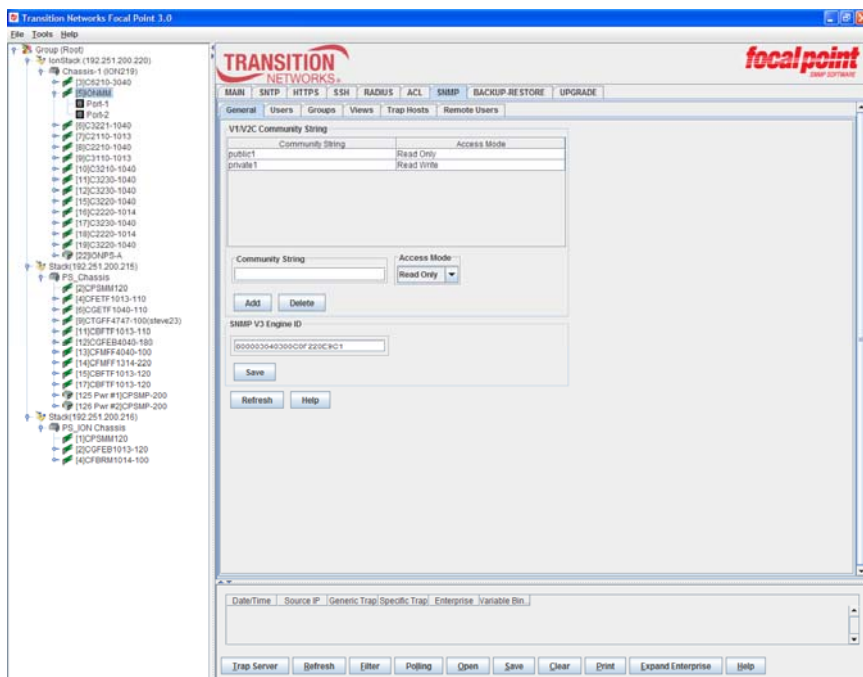 Transition Networks Focal Point 3.0
File Tools Help
Group (Root)
IonStack (192.251.200.220)
Chassis-1 (ION219)
[3]C6210-3040
[5]IONMM
Port-1
Port-2
[6]C3221-1040
[7]C2110-1013
[8]C2210-1040
[9]C3110-1013
[10]C3210-1040
[11]C3230-1040
[12]C3230-1040
[15]C3220-1040
[16]C2220-1014
[17]C3230-1040
[18]C2220-1014
[19]C3220-1040
[22]IONPS-A
Stack(192.251.200.215)
PS_Chassis
[2]CPSMM120
[4]CFETF1013-110
[6]CGETF1040-110
[9]CTGFF4747-100(steve23)
[11]CBFTF1013-110
[12]CGFEB4040-180
[13]CFMFF4040-100
[14]CFMFF1314-220
[15]CBFTF1013-120
[17]CBFTF1013-120
[125 Pwr #1]CPSMP-200
[126 Pwr #2]CPSMP-200
Stack(192.251.200.216)
PS_ION Chassis
[1]CPSMM120
[2]CGFEB1013-120
[4]CFBRM1014-100
TRANSITION
NETWORKS®
focal point
SNMP SOFTWARE
MAIN SNTP HTTPS SSH RADIUS ACL SNMP BACKUP-RESTORE UPGRADE
General Users Groups Views Trap Hosts Remote Users
V1/V2C Community String
Community String Access Mode
public1 Read Only
private1 Read Write
Community String Access Mode
Read Only
Add Delete
SNMP V3 Engine ID
Save
Refresh Help
Date/Time Source IP Generic Trap Specific Trap Enterprise Variable Bin...
Trap Server Refresh Filter Polling Open Save Clear Print Expand Enterprise Help